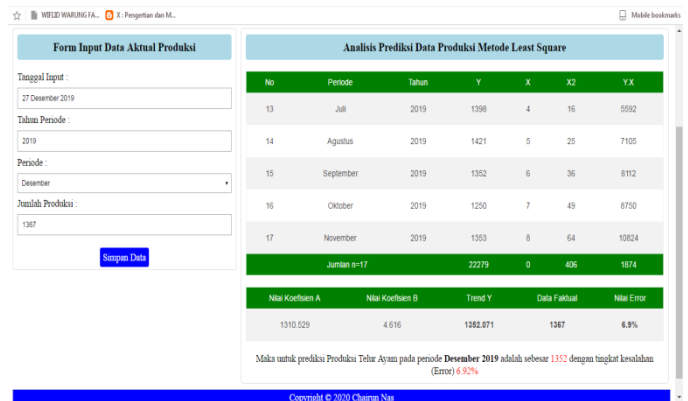 WIFI.ID WARUNG FA... X : Pengertian dan M... Mobile bookmarks
Form Input Data Aktual Produksi
Tanggal Input :
27 Desember 2019
Tahun Periode :
2019
Periode :
Desember
Jumlah Produksi :
1367
Simpan Data
Analisis Prediksi Data Produksi Metode Least Square
No Periode Tahun Y X X2 Y.X
13 Juli 2019 1398 4 16 5592
14 Agustus 2019 1421 5 25 7105
15 September 2019 1352 6 36 8112
16 Oktober 2019 1250 7 49 8750
17 November 2019 1353 8 64 10824
Jumlah n=17 22279 0 406 1874
Nilai Koefisien A Nilai Koefisien B Trend Y Data Faktual Nilai Error
1310.529 4.616 1352.071 1367 6.9%
Maka untuk prediksi Produksi Telur Ayam pada periode Desember 2019 adalah sebesar 1352 dengan tingkat kesalahan
(Error) 6.92%
Copyright © 2020 Chairun Nas